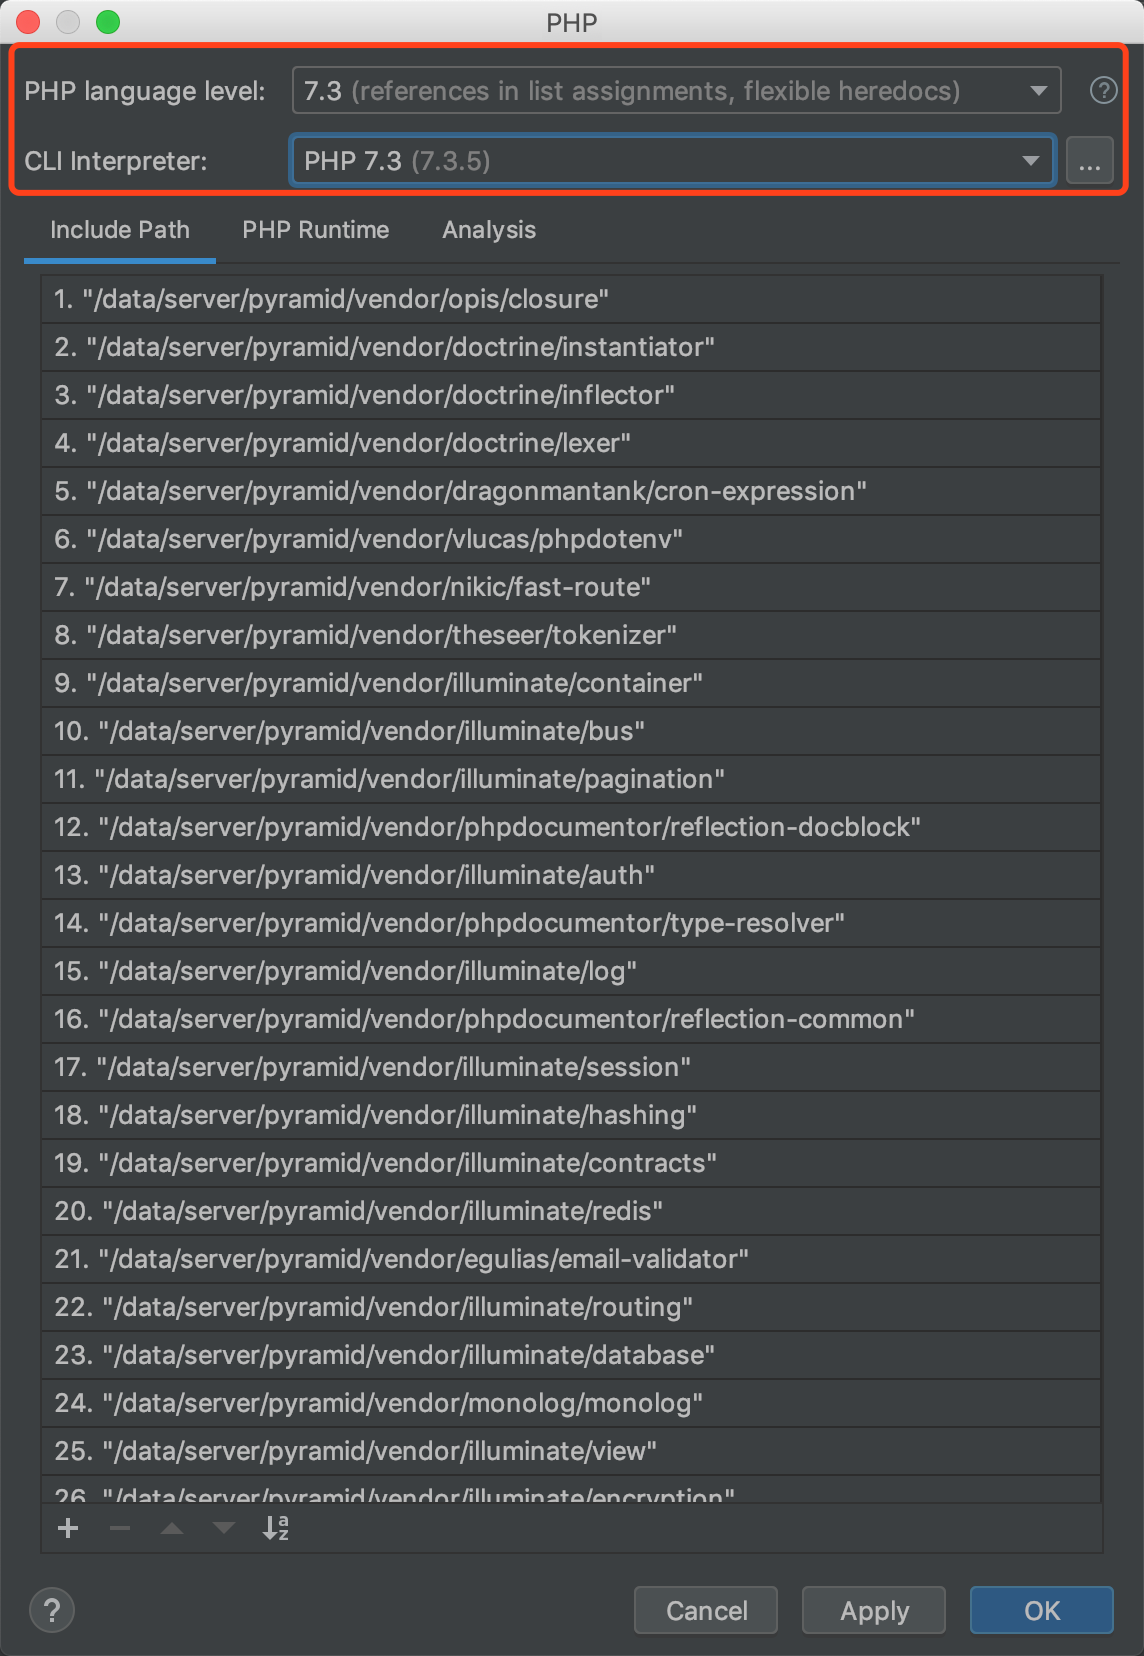 PHP
PHP language level: 7.3 (references in list assignments, flexible heredocs) ?
CLI Interpreter: PHP 7.3 (7.3.5) ...
Include Path PHP Runtime Analysis
1. "/data/server/pyramid/vendor/opis/closure"
2. "/data/server/pyramid/vendor/doctrine/instantiator"
3. "/data/server/pyramid/vendor/doctrine/inflector"
4. "/data/server/pyramid/vendor/doctrine/lexer"
5. "/data/server/pyramid/vendor/dragonmantank/cron-expression"
6. "/data/server/pyramid/vendor/vlucas/phpdotenv"
7. "/data/server/pyramid/vendor/nikic/fast-route"
8. "/data/server/pyramid/vendor/theseer/tokenizer"
9. "/data/server/pyramid/vendor/illuminate/container"
10. "/data/server/pyramid/vendor/illuminate/bus"
11. "/data/server/pyramid/vendor/illuminate/pagination"
12. "/data/server/pyramid/vendor/phpdocumentor/reflection-docblock"
13. "/data/server/pyramid/vendor/illuminate/auth"
14. "/data/server/pyramid/vendor/phpdocumentor/type-resolver"
15. "/data/server/pyramid/vendor/illuminate/log"
16. "/data/server/pyramid/vendor/phpdocumentor/reflection-common"
17. "/data/server/pyramid/vendor/illuminate/session"
18. "/data/server/pyramid/vendor/illuminate/hashing"
19. "/data/server/pyramid/vendor/illuminate/contracts"
20. "/data/server/pyramid/vendor/illuminate/redis"
21. "/data/server/pyramid/vendor/egulias/email-validator"
22. "/data/server/pyramid/vendor/illuminate/routing"
23. "/data/server/pyramid/vendor/illuminate/database"
24. "/data/server/pyramid/vendor/monolog/monolog"
25. "/data/server/pyramid/vendor/illuminate/view"
26. "/data/server/pyramid/vendor/illuminate/encryption"
a z
? Cancel Apply OK